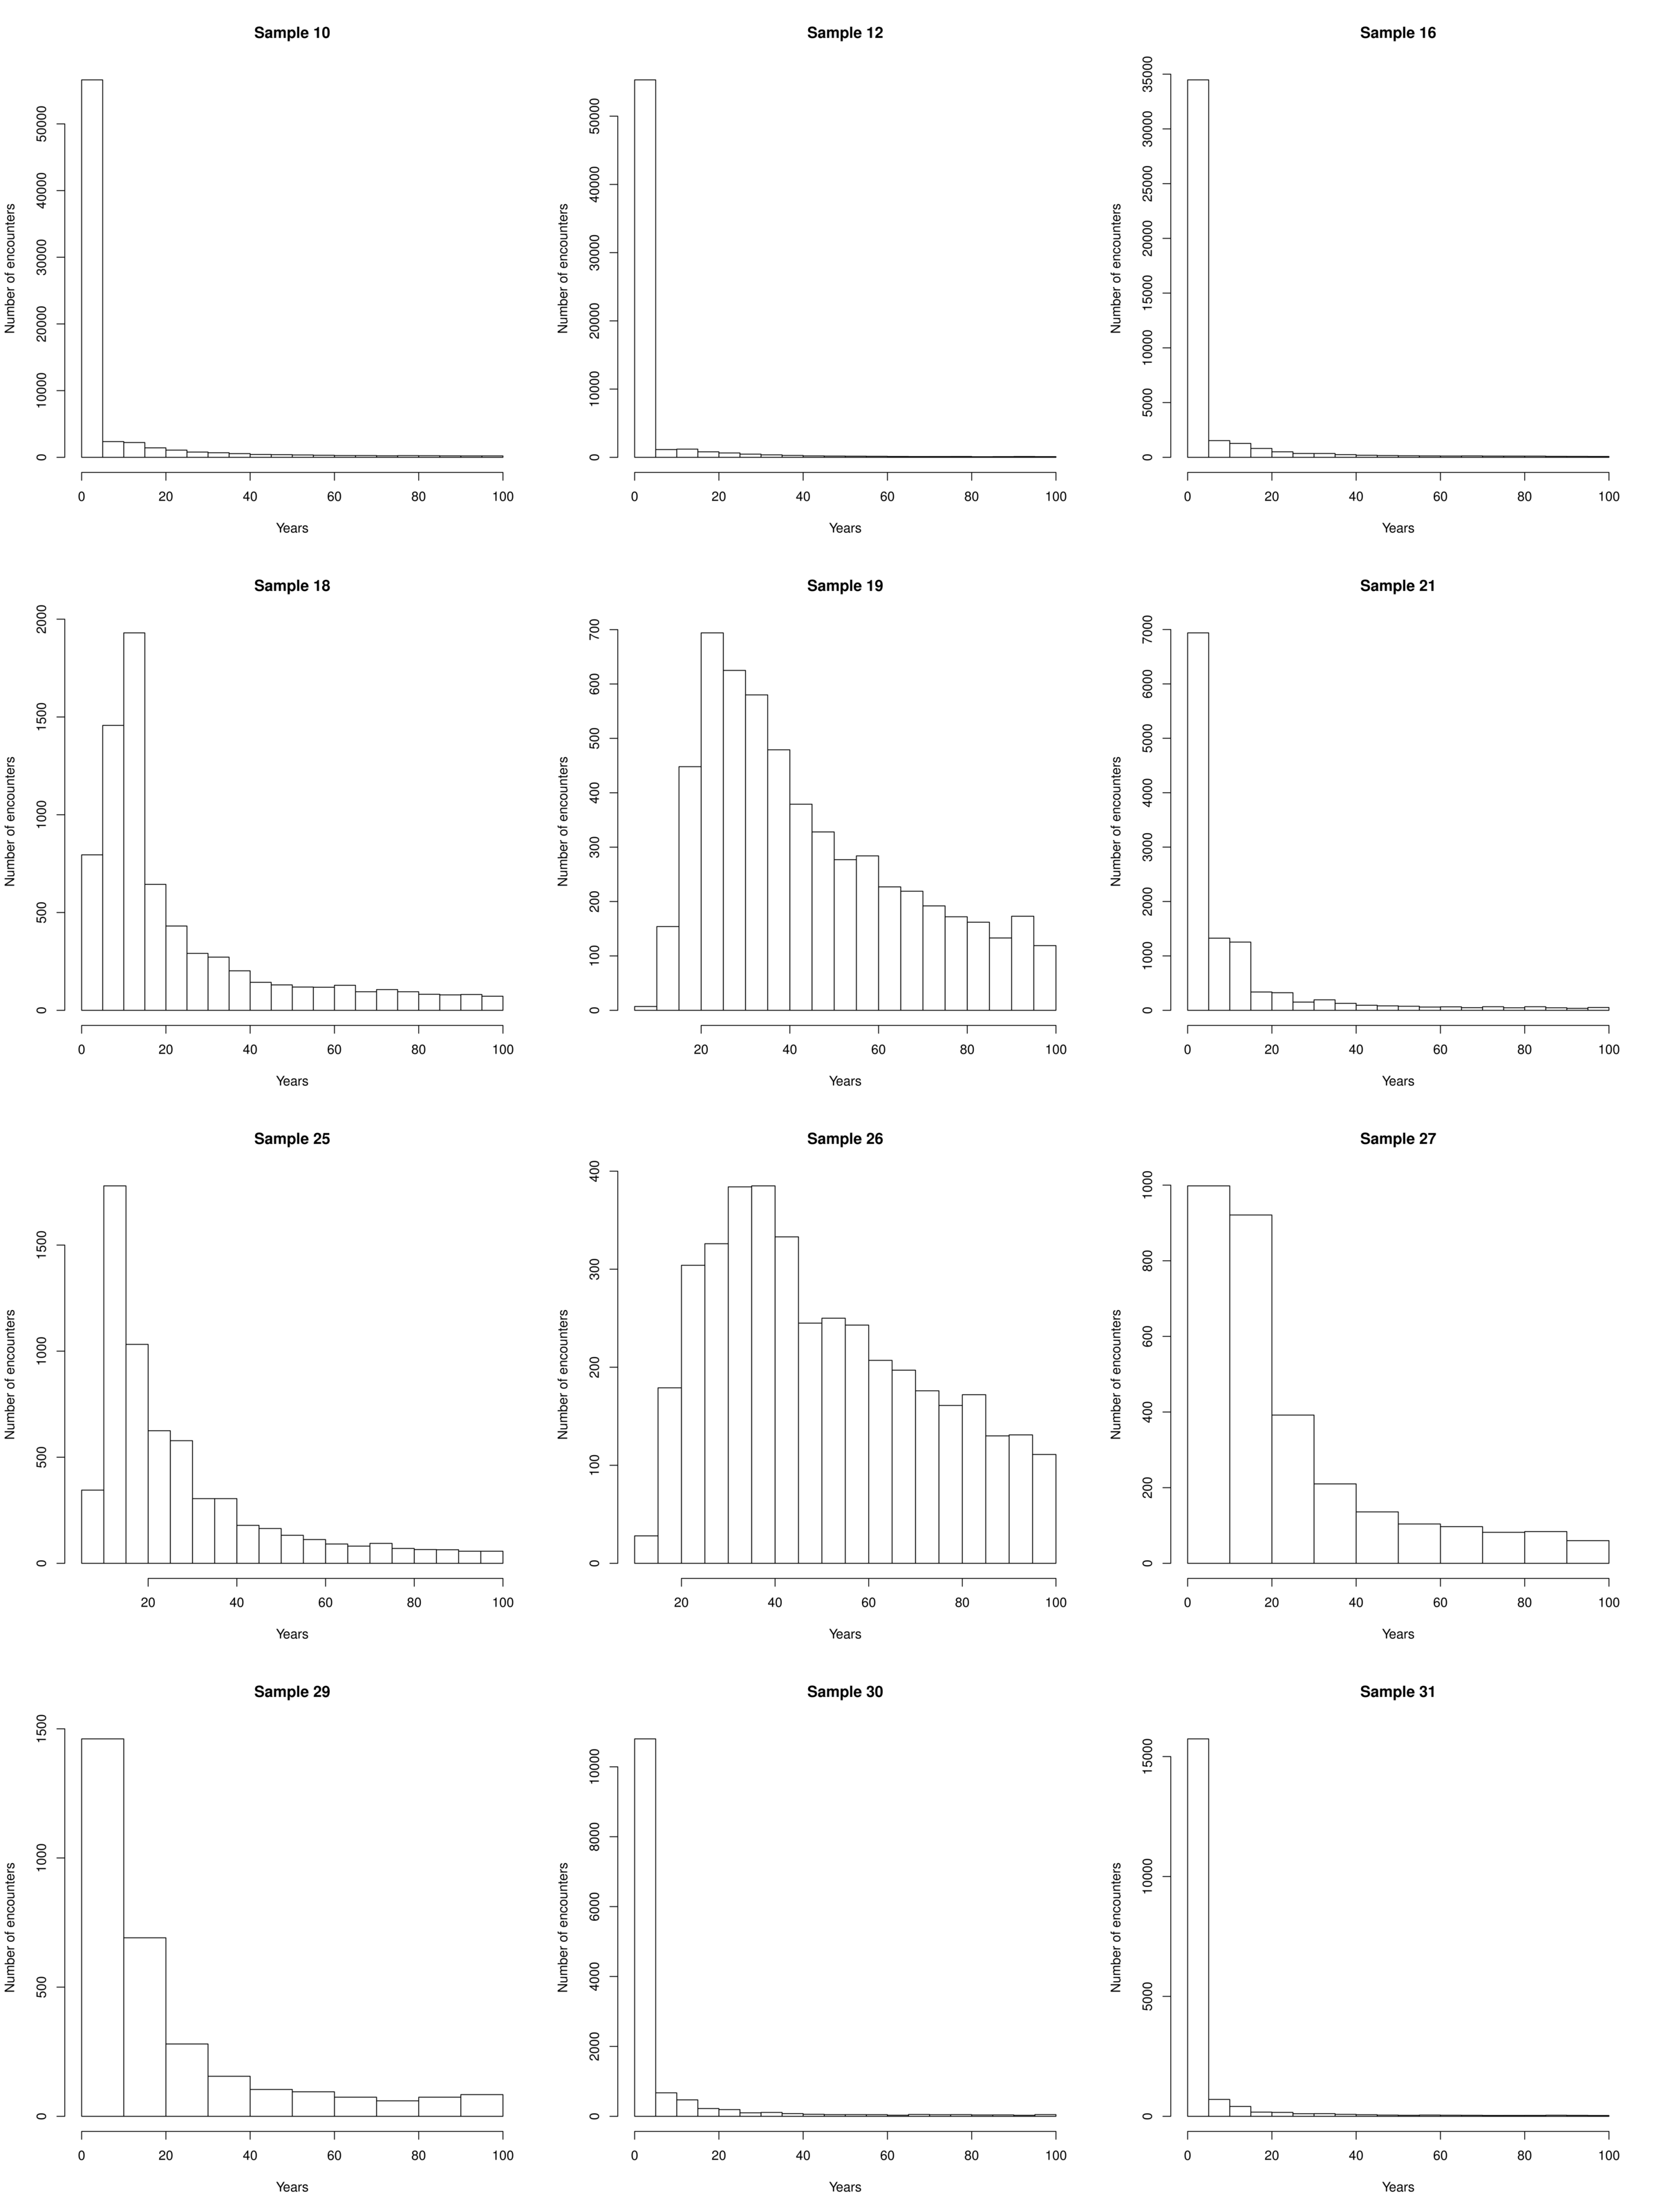 Sample 10
Number of encounters
0 10000 20000 30000 40000 50000
0 20 40 60 80 100
Years
Sample 12
Number of encounters
0 10000 20000 30000 40000 50000
0 20 40 60 80 100
Years
Sample 16
Number of encounters
0 5000 10000 15000 20000 25000 30000 35000
0 20 40 60 80 100
Years
Sample 18
Number of encounters
0 500 1000 1500 2000
0 20 40 60 80 100
Years
Sample 19
Number of encounters
0 100 200 300 400 500 600 700
20 40 60 80 100
Years
Sample 21
Number of encounters
0 1000 2000 3000 4000 5000 6000 7000
0 20 40 60 80 100
Years
Sample 25
Number of encounters
0 500 1000 1500
20 40 60 80 100
Years
Sample 26
Number of encounters
0 100 200 300 400
20 40 60 80 100
Years
Sample 27
Number of encounters
0 200 400 600 800 1000
0 20 40 60 80 100
Years
Sample 29
Number of encounters
0 500 1000 1500
0 20 40 60 80 100
Years
Sample 30
Number of encounters
0 2000 4000 6000 8000 10000
0 20 40 60 80 100
Years
Sample 31
Number of encounters
0 5000 10000 15000
0 20 40 60 80 100
Years